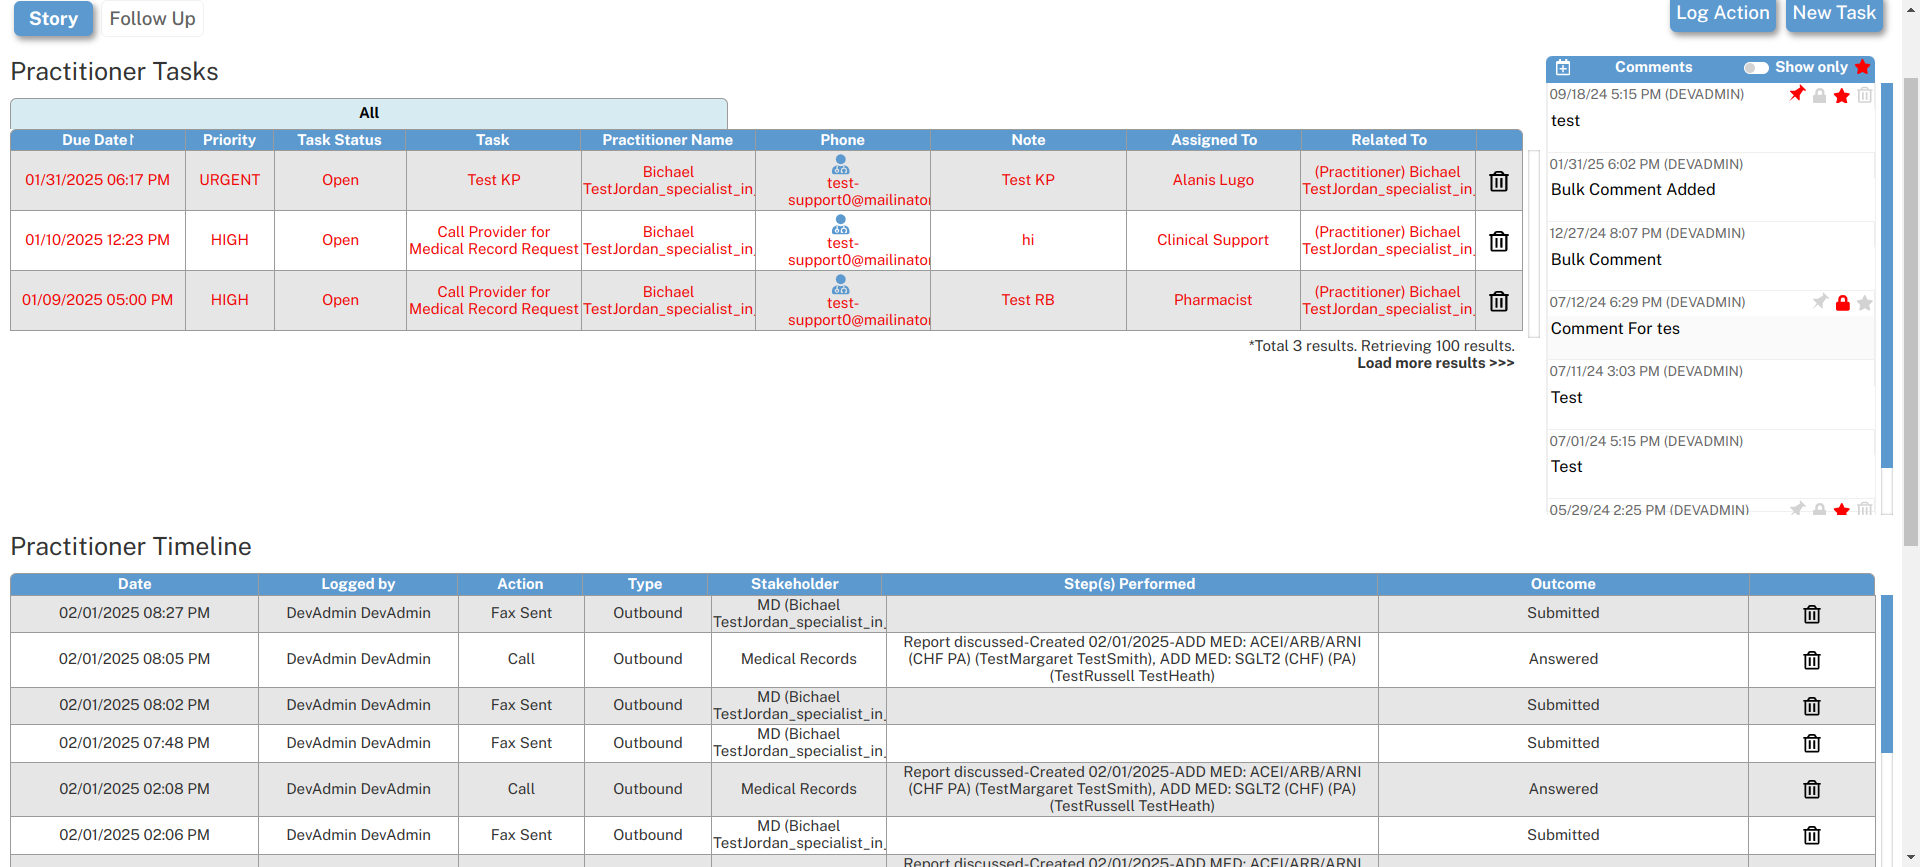 Story
Follow Up
Log Action
New Task
Practitioner Tasks
All
Due Date↑ Priority Task Status Task Practitioner Name Phone Note Assigned To Related To
01/31/2025 06:17 PM URGENT Open Test KP Bichael
TestJordan_specialist_in_ test-
support0@mailinator Test KP Alanis Lugo (Practitioner) Bichael
TestJordan_specialist_in_
01/10/2025 12:23 PM HIGH Open Call Provider for
Medical Record Request Bichael
TestJordan_specialist_in_ test-
support0@mailinator hi Clinical Support (Practitioner) Bichael
TestJordan_specialist_in_
01/09/2025 05:00 PM HIGH Open Call Provider for
Medical Record Request Bichael
TestJordan_specialist_in_ test-
support0@mailinator Test RB Pharmacist (Practitioner) Bichael
TestJordan_specialist_in_
*Total 3 results. Retrieving 100 results.
Load more results >>>
Comments Show only
09/18/24 5:15 PM (DEVADMIN)
test
01/31/25 6:02 PM (DEVADMIN)
Bulk Comment Added
12/27/24 8:07 PM (DEVADMIN)
Bulk Comment
07/12/24 6:29 PM (DEVADMIN)
Comment For tes
07/11/24 3:03 PM (DEVADMIN)
Test
07/01/24 5:15 PM (DEVADMIN)
Test
05/29/24 2:25 PM (DEVADMIN)
Practitioner Timeline
Date Logged by Action Type Stakeholder Step(s) Performed Outcome
02/01/2025 08:27 PM DevAdmin DevAdmin Fax Sent Outbound MD (Bichael
TestJordan_specialist_in_ Submitted
02/01/2025 08:05 PM DevAdmin DevAdmin Call Outbound Medical Records Report discussed-Created 02/01/2025-ADD MED: ACEI/ARB/ARNI
(CHF PA) (TestMargaret TestSmith), ADD MED: SGLT2 (CHF) (PA)
(TestRussell TestHeath) Answered
02/01/2025 08:02 PM DevAdmin DevAdmin Fax Sent Outbound MD (Bichael
TestJordan_specialist_in_ Submitted
02/01/2025 07:48 PM DevAdmin DevAdmin Fax Sent Outbound MD (Bichael
TestJordan_specialist_in_ Submitted
02/01/2025 02:08 PM DevAdmin DevAdmin Call Outbound Medical Records Report discussed-Created 02/01/2025-ADD MED: ACEI/ARB/ARNI
(CHF PA) (TestMargaret TestSmith), ADD MED: SGLT2 (CHF) (PA)
(TestRussell TestHeath) Answered
02/01/2025 02:06 PM DevAdmin DevAdmin Fax Sent Outbound MD (Bichael
TestJordan_specialist_in_ Submitted
Report discussed-Created 02/01/2025-ADD MED: ACEI/ARB/ARNI